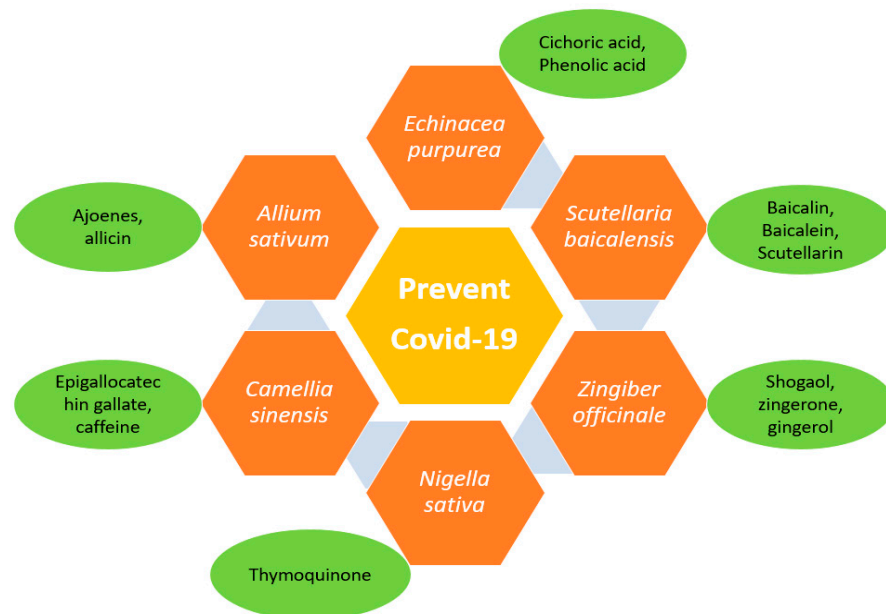 Cichoric acid,
Phenolic acid
Echinacea
purpurea
Allium
sativum
Scutellaria
baicalensis
Ajoenes,
allicin
Baicalin,
Baicalein,
Scutellarin
Prevent
Covid-19
Epigallocatec
hin gallate,
caffeine
Camellia
sinensis
Zingiber
officinale
Shogaol,
zingerone,
gingerol
Nigella
sativa
Thymoquinone